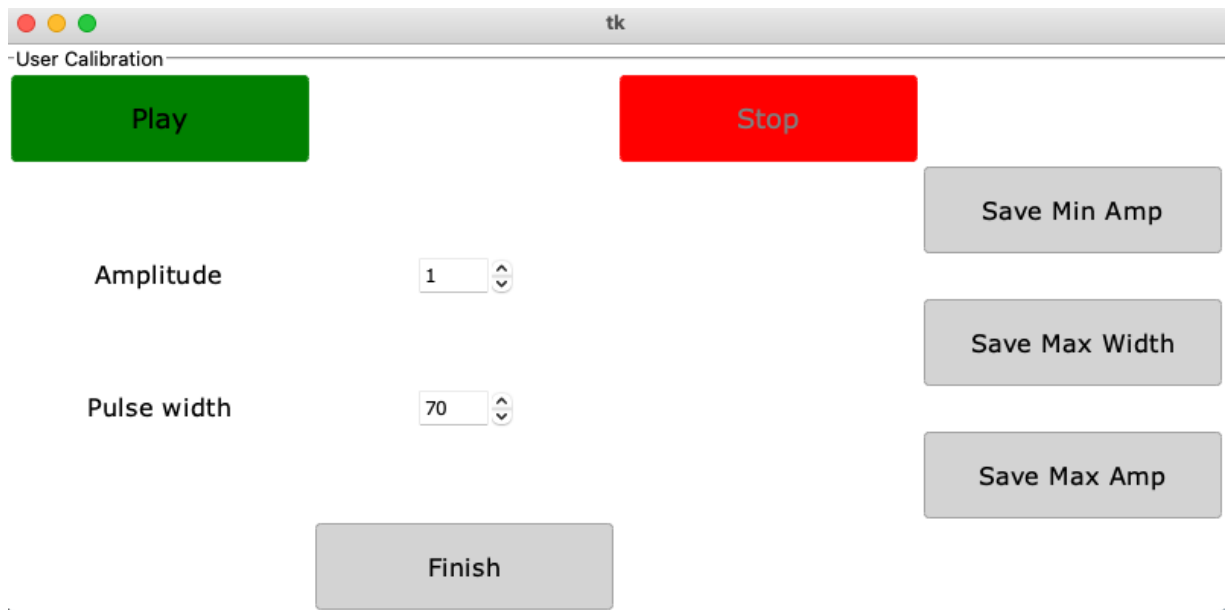 tk
User Calibration
Play
Stop
Save Min Amp
Amplitude
1
Save Max Width
Pulse width
70
Save Max Amp
Finish